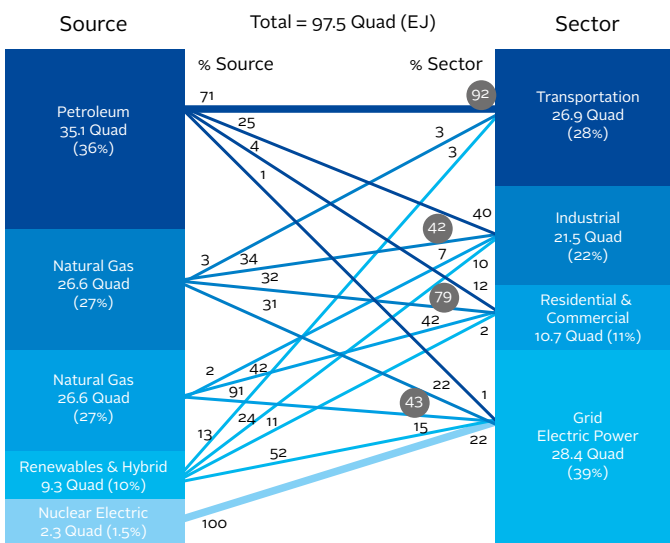 Source
Total = 97.5 Quad (EJ)
Sector
% Source
% Sector
Petroleum
35.1 Quad
(36%)
Natural Gas
26.6 Quad
(27%)
Natural Gas
26.6 Quad
(27%)
Renewables & Hybrid
9.3 Quad (10%)
Nuclear Electric
2.3 Quad (1.5%)
71
25
4
1
3
34
32
31
2
42
91
13
24
11
52
100
92
3
3
40
42
7
10
12
79
42
2
22
1
43
15
22
Transportation
26.9 Quad
(28%)
Industrial
21.5 Quad
(22%)
Residential &
Commercial
10.7 Quad (11%)
Grid
Electric Power
28.4 Quad
(39%)